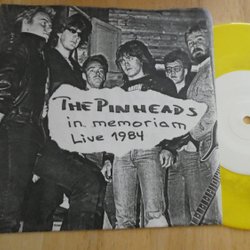 THE PINHEADS
in memoriam
Live 1984